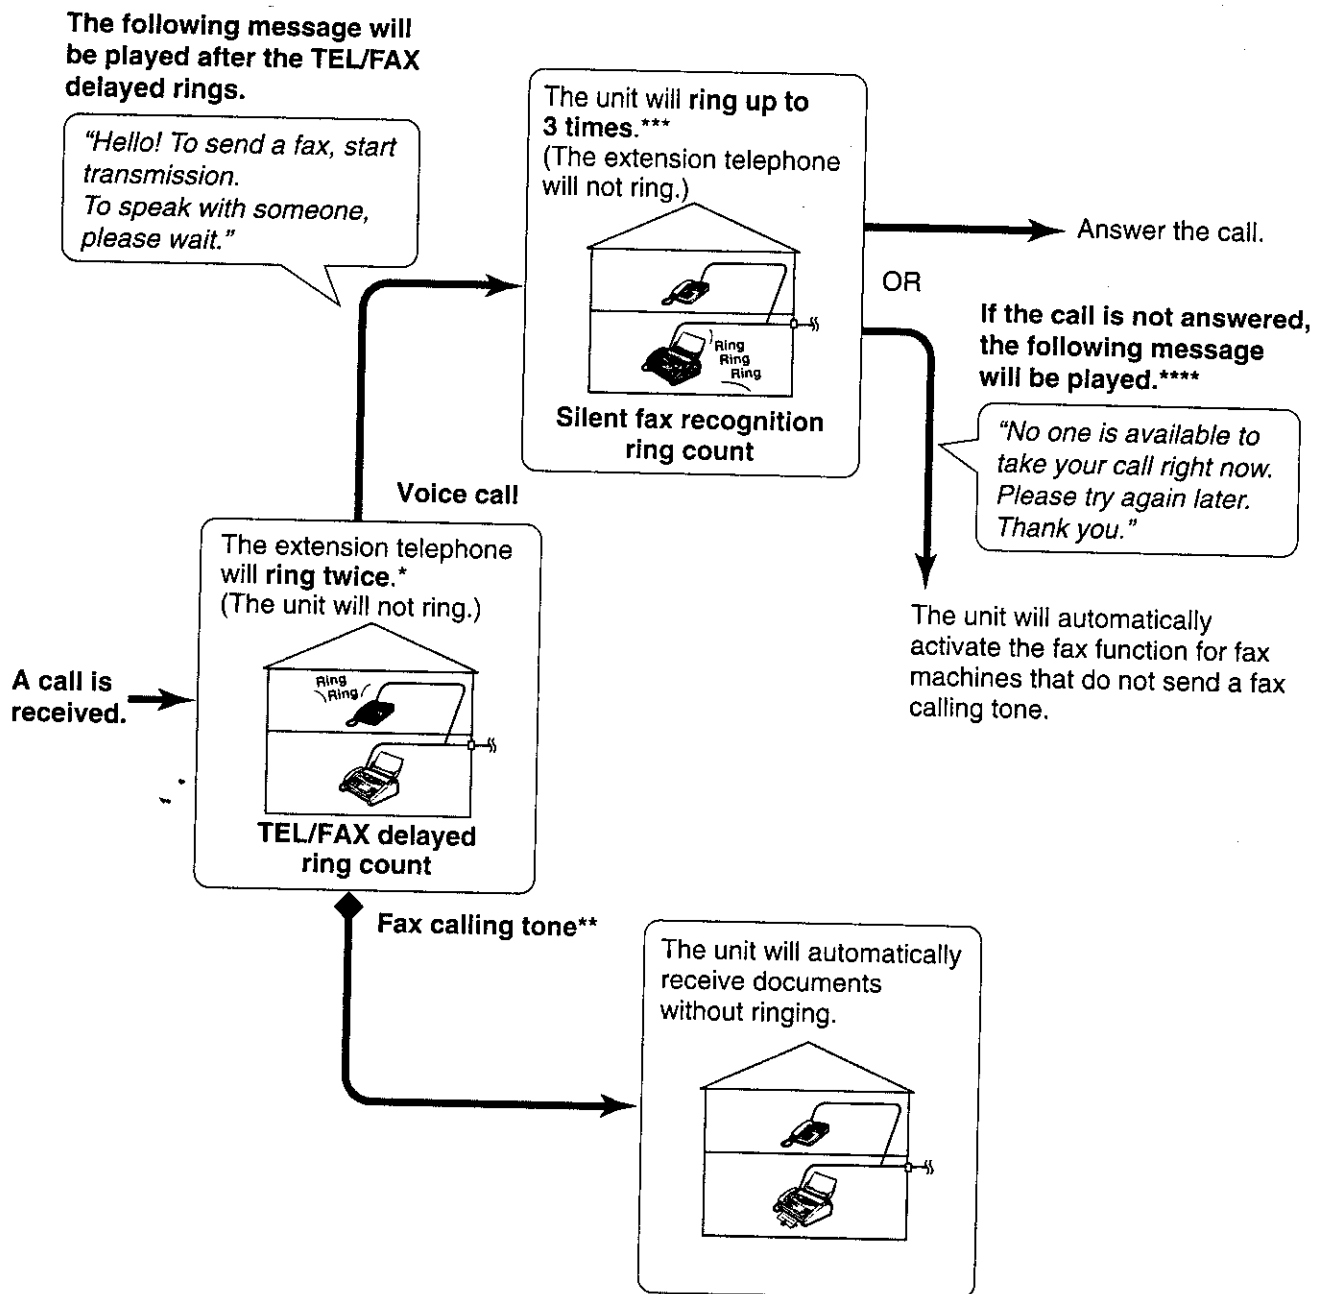 The following message will
be played after the TEL/FAX
delayed rings.
“Hello! To send a fax, start
transmission.
To speak with someone,
please wait.”
The unit will ring up to
3 times.***
(The extension telephone
will not ring.)
Ring
Ring
Ring
Silent fax recognition
ring count
Answer the call.
OR
If the call is not answered,
the following message
will be played.****
“No one is available to
take your call right now.
Please try again later.
Thank you.”
The unit will automatically
activate the fax function for fax
machines that do not send a fax
calling tone.
Voice call
A call is
received.
The extension telephone
will ring twice.*
(The unit will not ring.)
Ring
Ring
TEL/FAX delayed
ring count
Fax calling tone**
The unit will automatically
receive documents
without ringing.